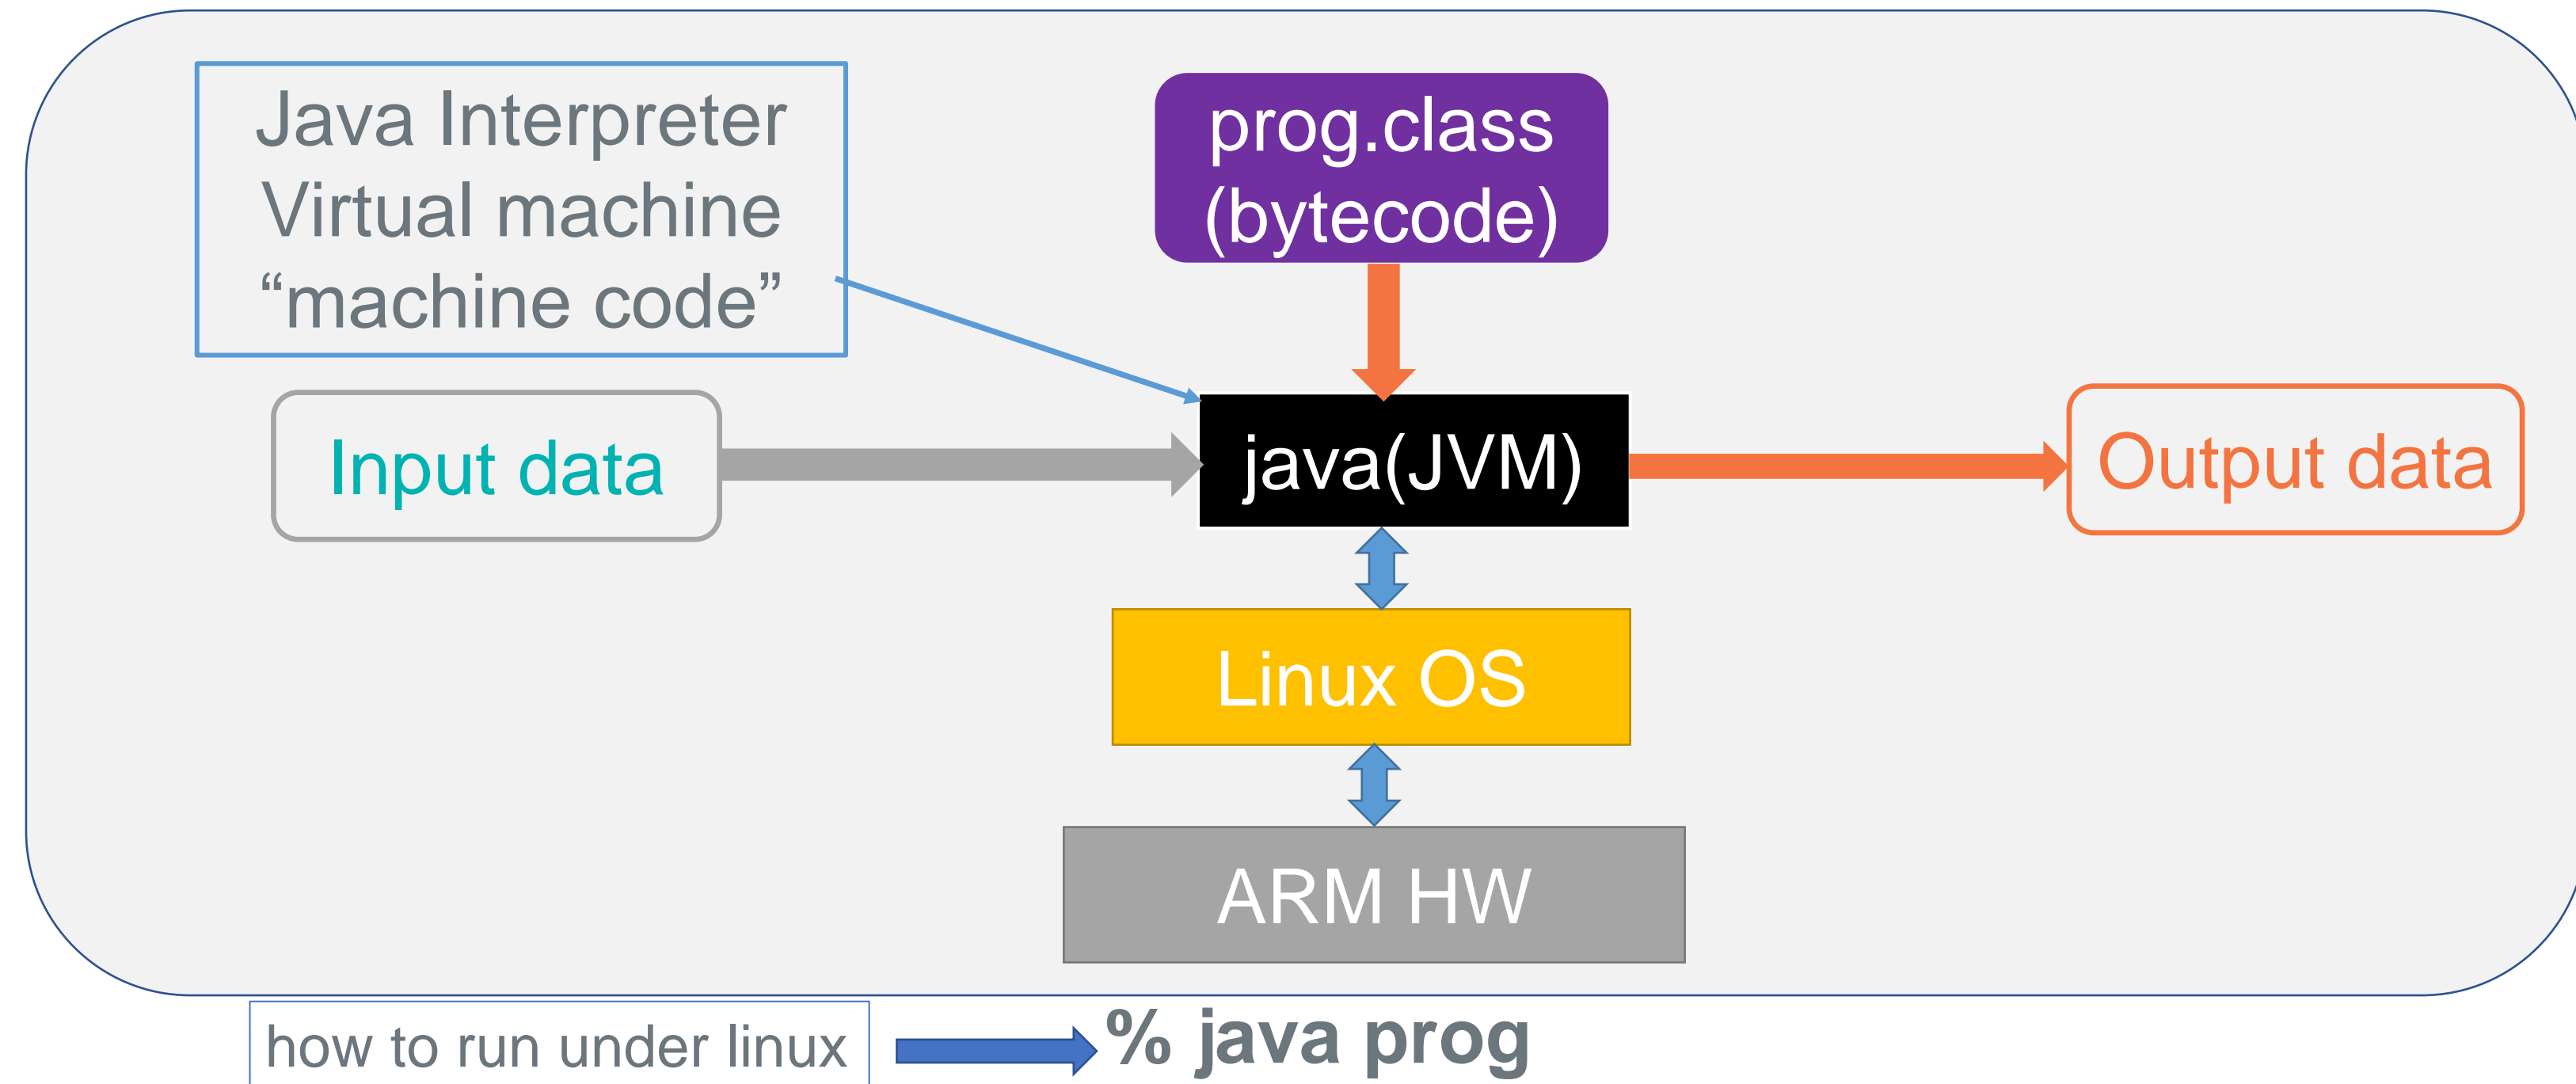 Java Interpreter
Virtual machine
“machine code”
prog.class
(bytecode)
Input data
java(JVM)
Output data
Linux OS
ARM HW
how to run under linux
% java prog